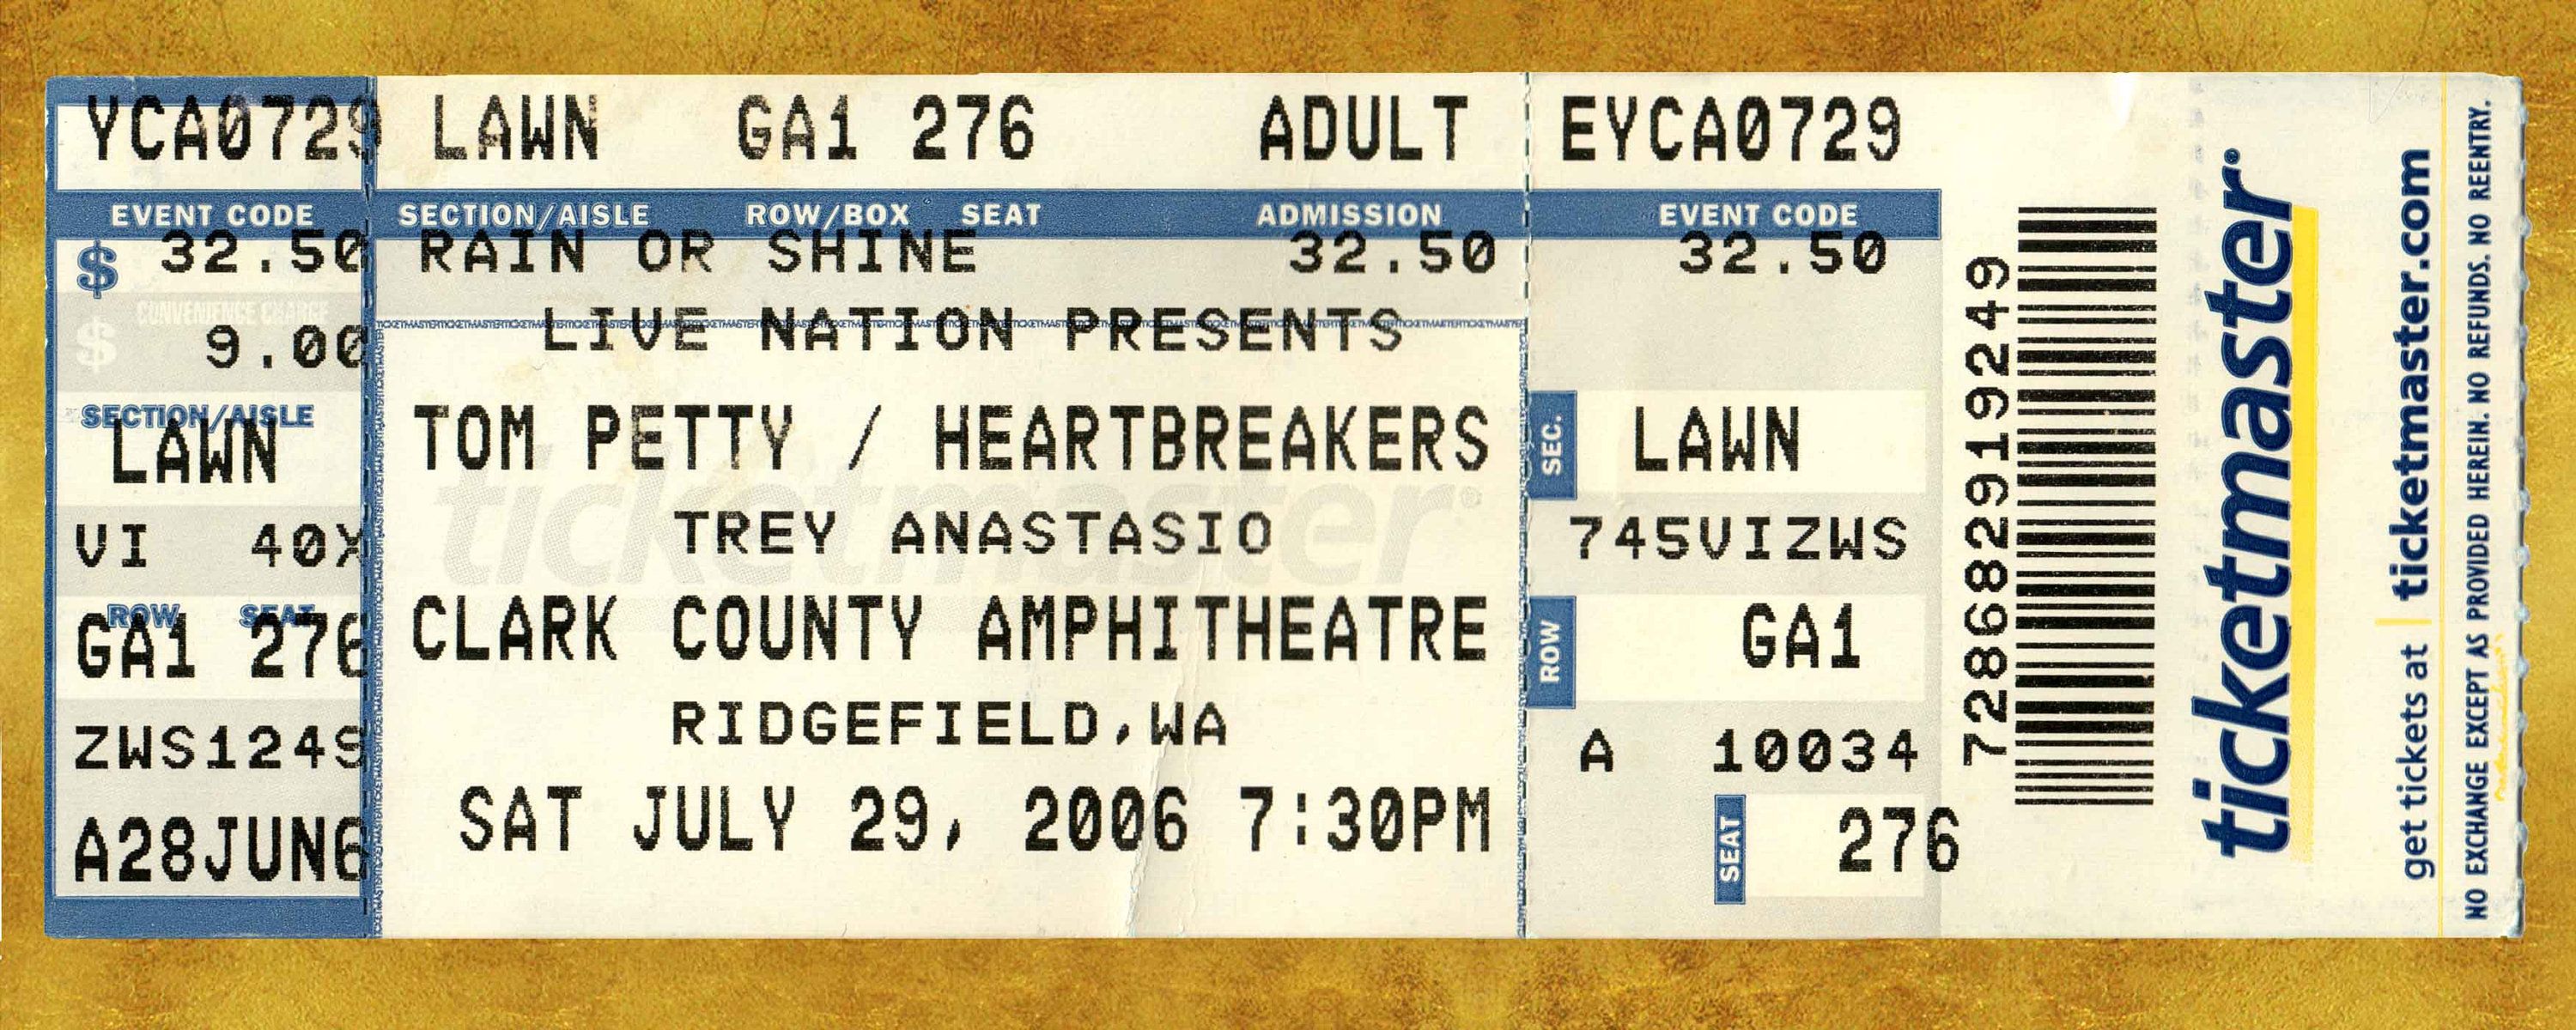 YCA0729 LAWN GA1 276 ADULT EYCA0729
EVENT CODE SECTION/AISLE ROW/BOX SEAT ADMISSION EVENT CODE
$ 32.50 RAIN OR SHINE 32.50 32.50
CONVENIENCE CHARGE
$ 9.00 LIVE NATION PRESENTS
SECTION/AISLE
LAWN TOM PETTY / HEARTBREAKERS SEC. LAWN
VI 40X TREY ANASTASIO 745VIZWS
ROW SEAT
GA1 276 CLARK COUNTY AMPHITHEATRE ROW GA1
ZWS1249 RIDGEFIELD,WA A 10034
A28JUN6 SAT JULY 29, 2006 7:30PM SEAT 276
ticketmaster®
7286829192249
ticketmaster®
get tickets at | ticketmaster.com
NO EXCHANGE EXCEPT AS PROVIDED HEREIN. NO REFUNDS. NO REENTRY.